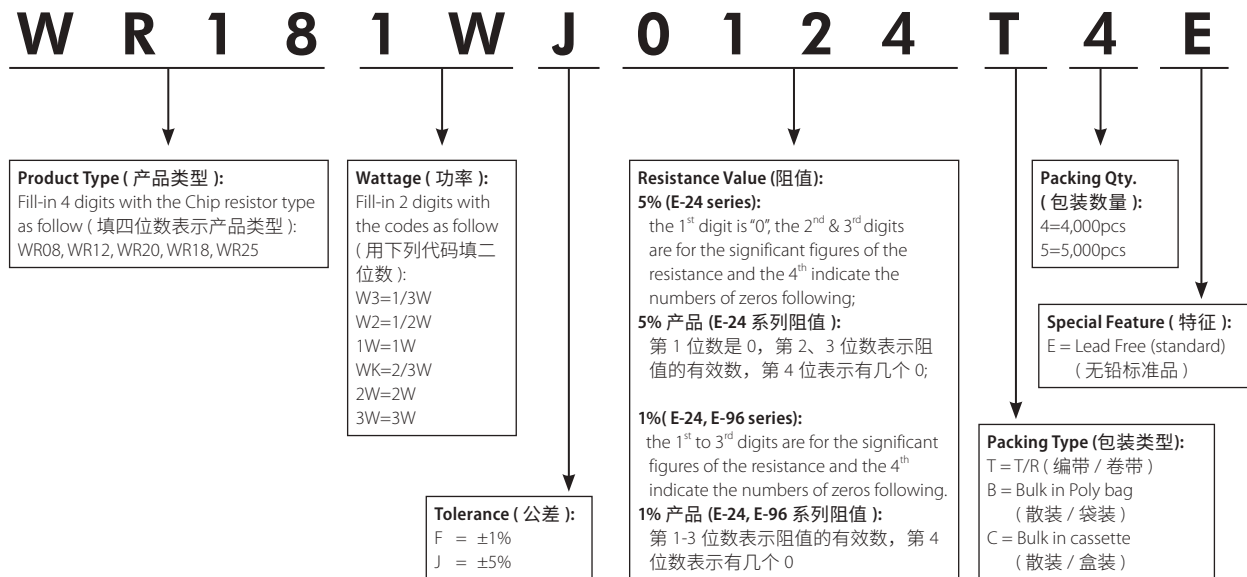 W R 1 8 1 W J 0 1 2 4 T 4 E
Product Type ( 产品类型 ):
Fill-in 4 digits with the Chip resistor type
as follow ( 填四位数表示产品类型 ):
WR08, WR12, WR20, WR18, WR25
Wattage ( 功率 ):
Fill-in 2 digits with
the codes as follow
( 用下列代码填二
位数 ):
W3=1/3W
W2=1/2W
1W=1W
WK=2/3W
2W=2W
3W=3W
Tolerance ( 公差 ):
F = ±1%
J = ±5%
Resistance Value (阻值):
5% (E-24 series):
the 1st digit is “0”, the 2nd & 3rd digits
are for the significant figures of the
resistance and the 4th indicate the
numbers of zeros following;
5% 产品 (E-24 系列阻值 ):
第 1 位数是 0，第 2、3 位数表示阻
值的有效数，第 4 位表示有几个 0;
1%( E-24, E-96 series):
the 1st to 3rd digits are for the significant
figures of the resistance and the 4th
indicate the numbers of zeros following.
1% 产品 (E-24, E-96 系列阻值 ):
第 1-3 位数表示阻值的有效数，第 4
位数表示有几个 0
Packing Qty.
( 包装数量 ):
4=4,000pcs
5=5,000pcs
Special Feature ( 特征 ):
E = Lead Free (standard)
( 无铅标准品 )
Packing Type (包装类型):
T = T/R ( 编带 / 卷带 )
B = Bulk in Poly bag
( 散装 / 袋装 )
C = Bulk in cassette
( 散装 / 盒装 )